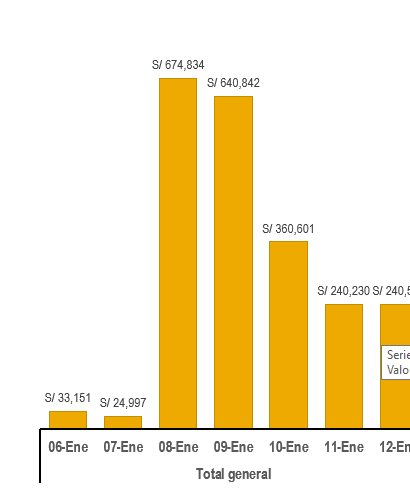 S/ 674,834
S/ 640,842
S/ 360,601
S/ 240,230
S/ 33,151
S/ 24,997
06-Ene 07-Ene 08-Ene 09-Ene 10-Ene 11-Ene
Total general